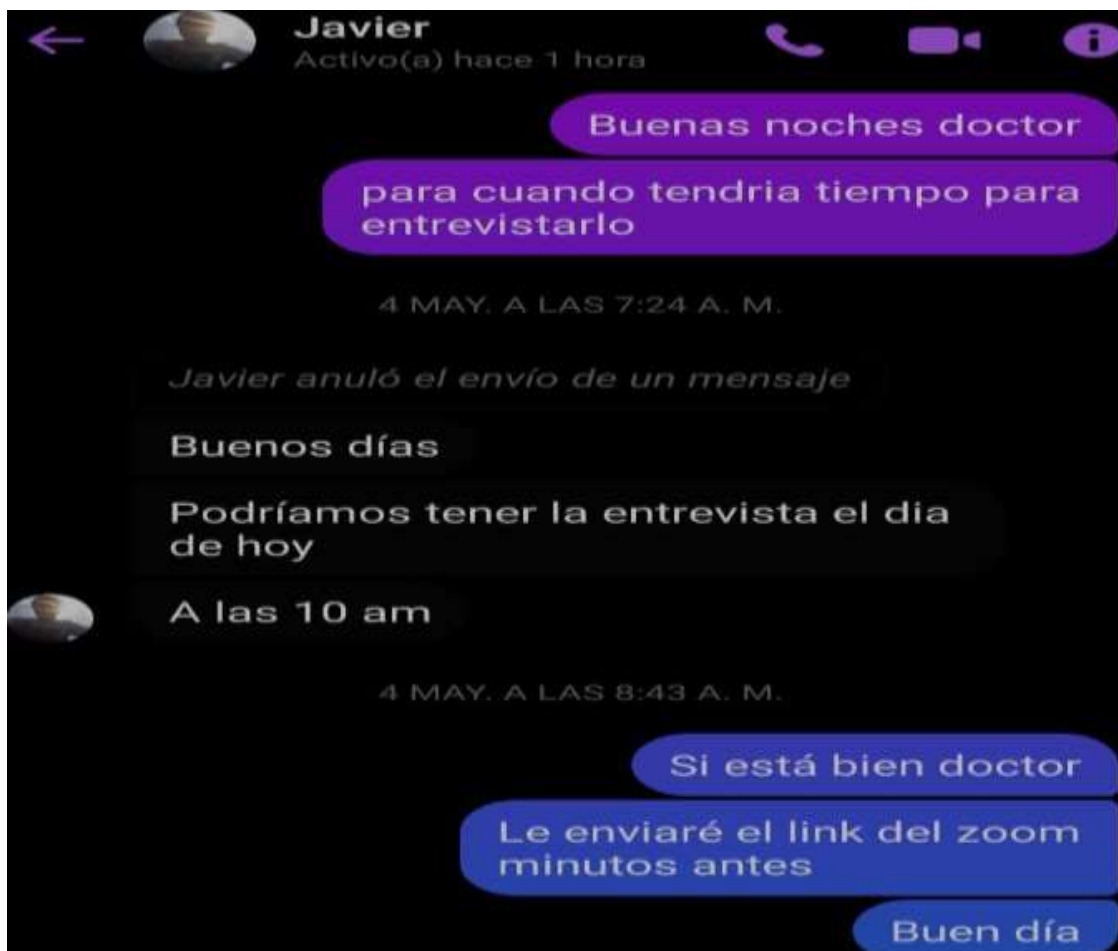 Javier
Activo(a) hace 1 hora
Buenas noches doctor
para cuando tendria tiempo para
entrevistarlo
4 MAY. A LAS 7:24 A. M.
Javier anuló el envío de un mensaje
Buenos días
Podríamos tener la entrevista el dia
de hoy
A las 10 am
4 MAY. A LAS 8:43 A. M.
Si está bien doctor
Le enviaré el link del zoom
minutos antes
Buen día